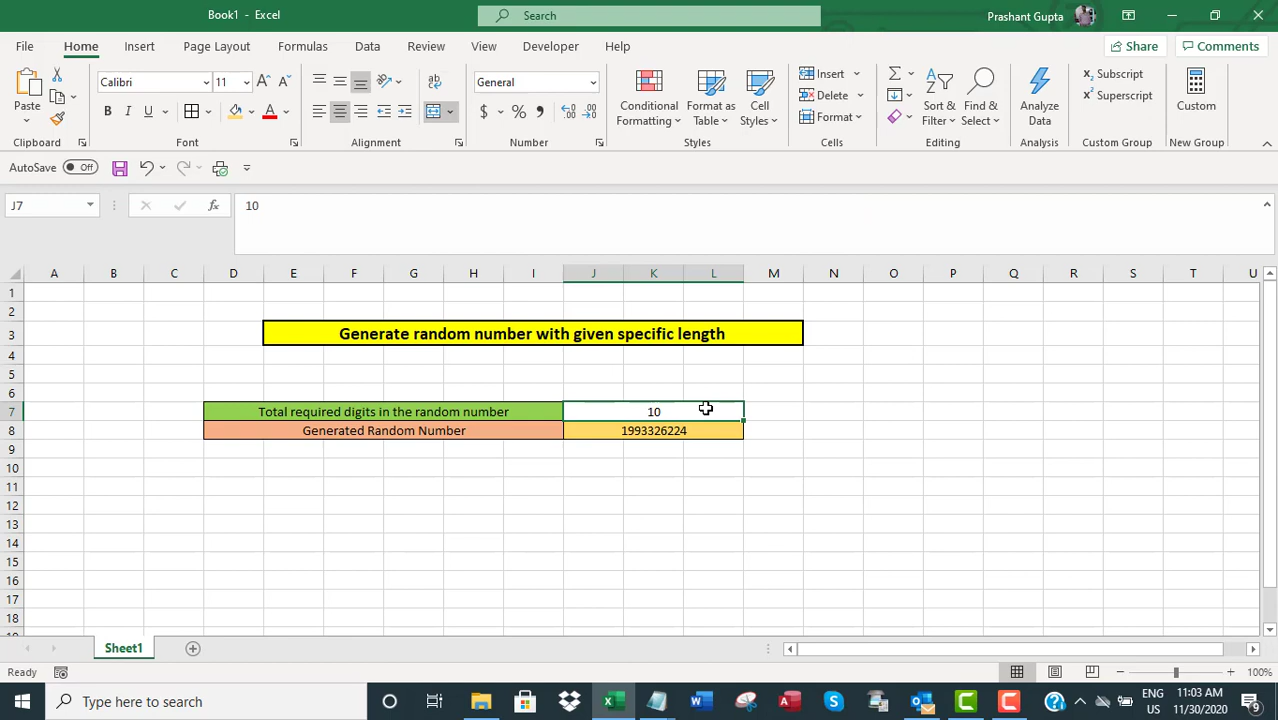 Book1 - Excel
Search
Prashant Gupta
File Home Insert Page Layout Formulas Data Review View Developer Help
Share Comments
Paste
Clipboard
Calibri 11
B I U
Font
Alignment
General
$ % ,
Number
Conditional Formatting
Format as Table
Cell Styles
Styles
Insert
Delete
Format
Cells
Sort & Filter
Find & Select
Editing
Analyze Data
Analysis
Subscript
Superscript
Custom Group
Custom
New Group
AutoSave Off
J7 fx 10
A B C D E F G H I J K L M N O P Q R S T U
1
2
3 Generate random number with given specific length
4
5
6
7 Total required digits in the random number 10
8 Generated Random Number 1993326224
9
10
11
12
13
14
15
16
17
18
Sheet1
Ready 100%
Type here to search
ENG US
11:03 AM
11/30/2020
9